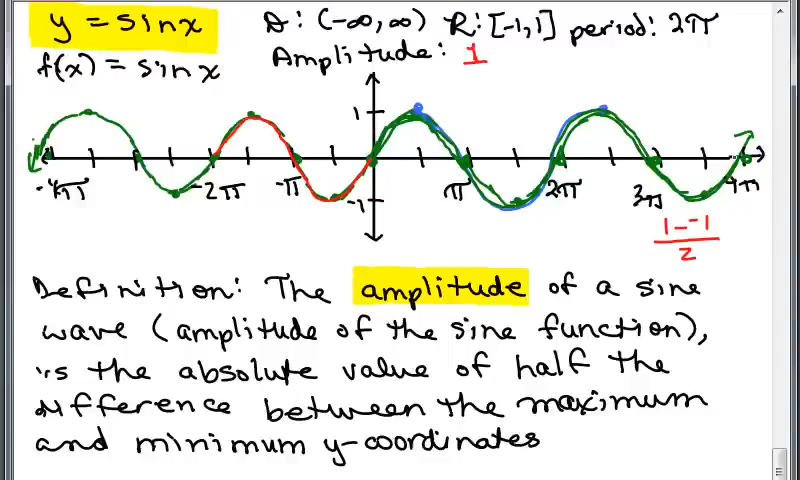 y = sinx D: (-∞,∞) R: [-1,1] period: 2π
f(x) = sinx Amplitude: 1
1
-4π -2π -π π 2π 3π 4π
-1
1--1
2
Definition: The amplitude of a sine
wave (amplitude of the sine function),
is the absolute value of half the
difference between the maximum
and minimum y-coordinates